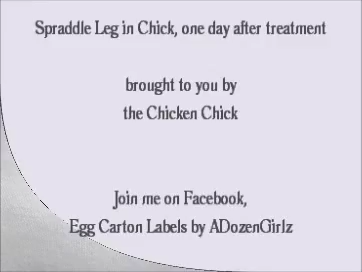 Spraddle Leg in Chick, one day after treatment
brought to you by
the Chicken Chick
Join me on Facebook,
Egg Carton Labels by ADozenGirlz